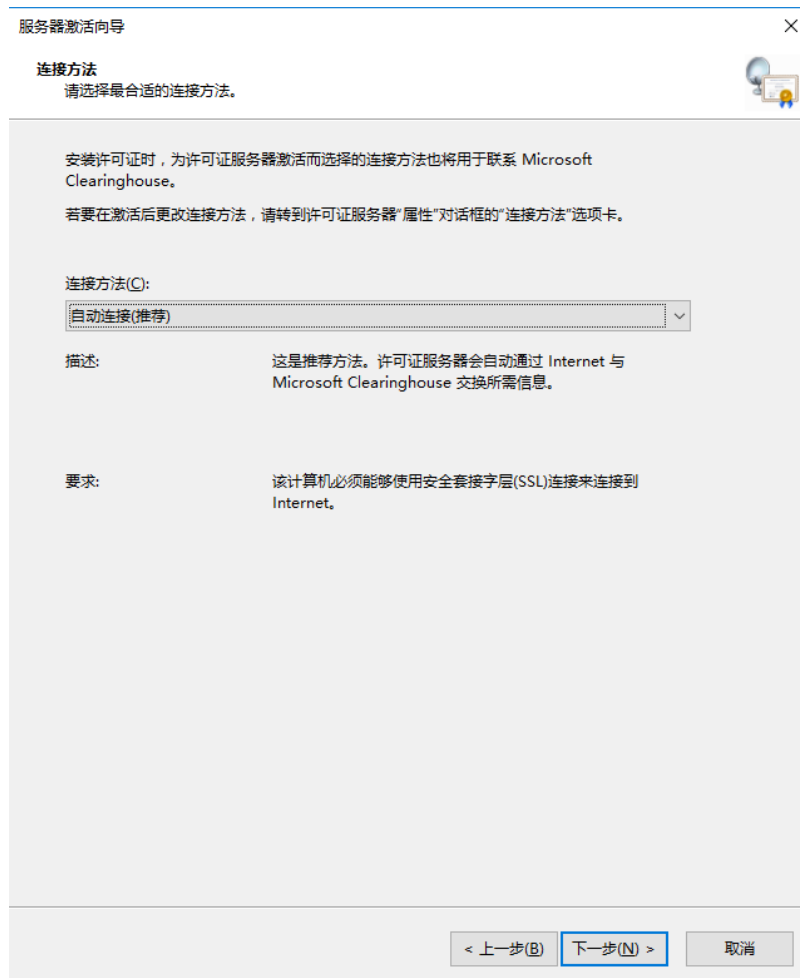 服务器激活向导
连接方法
请选择最合适的连接方法。
安装许可证时，为许可证服务器激活而选择的连接方法也将用于联系 Microsoft
Clearinghouse。
若要在激活后更改连接方法，请转到许可证服务器“属性”对话框的“连接方法”选项卡。
连接方法(C):
自动连接(推荐)
描述: 这是推荐方法。许可证服务器会自动通过 Internet 与
Microsoft Clearinghouse 交换所需信息。
要求: 该计算机必须能够使用安全套接字层(SSL)连接来连接到
Internet。
< 上一步(B) 下一步(N) > 取消